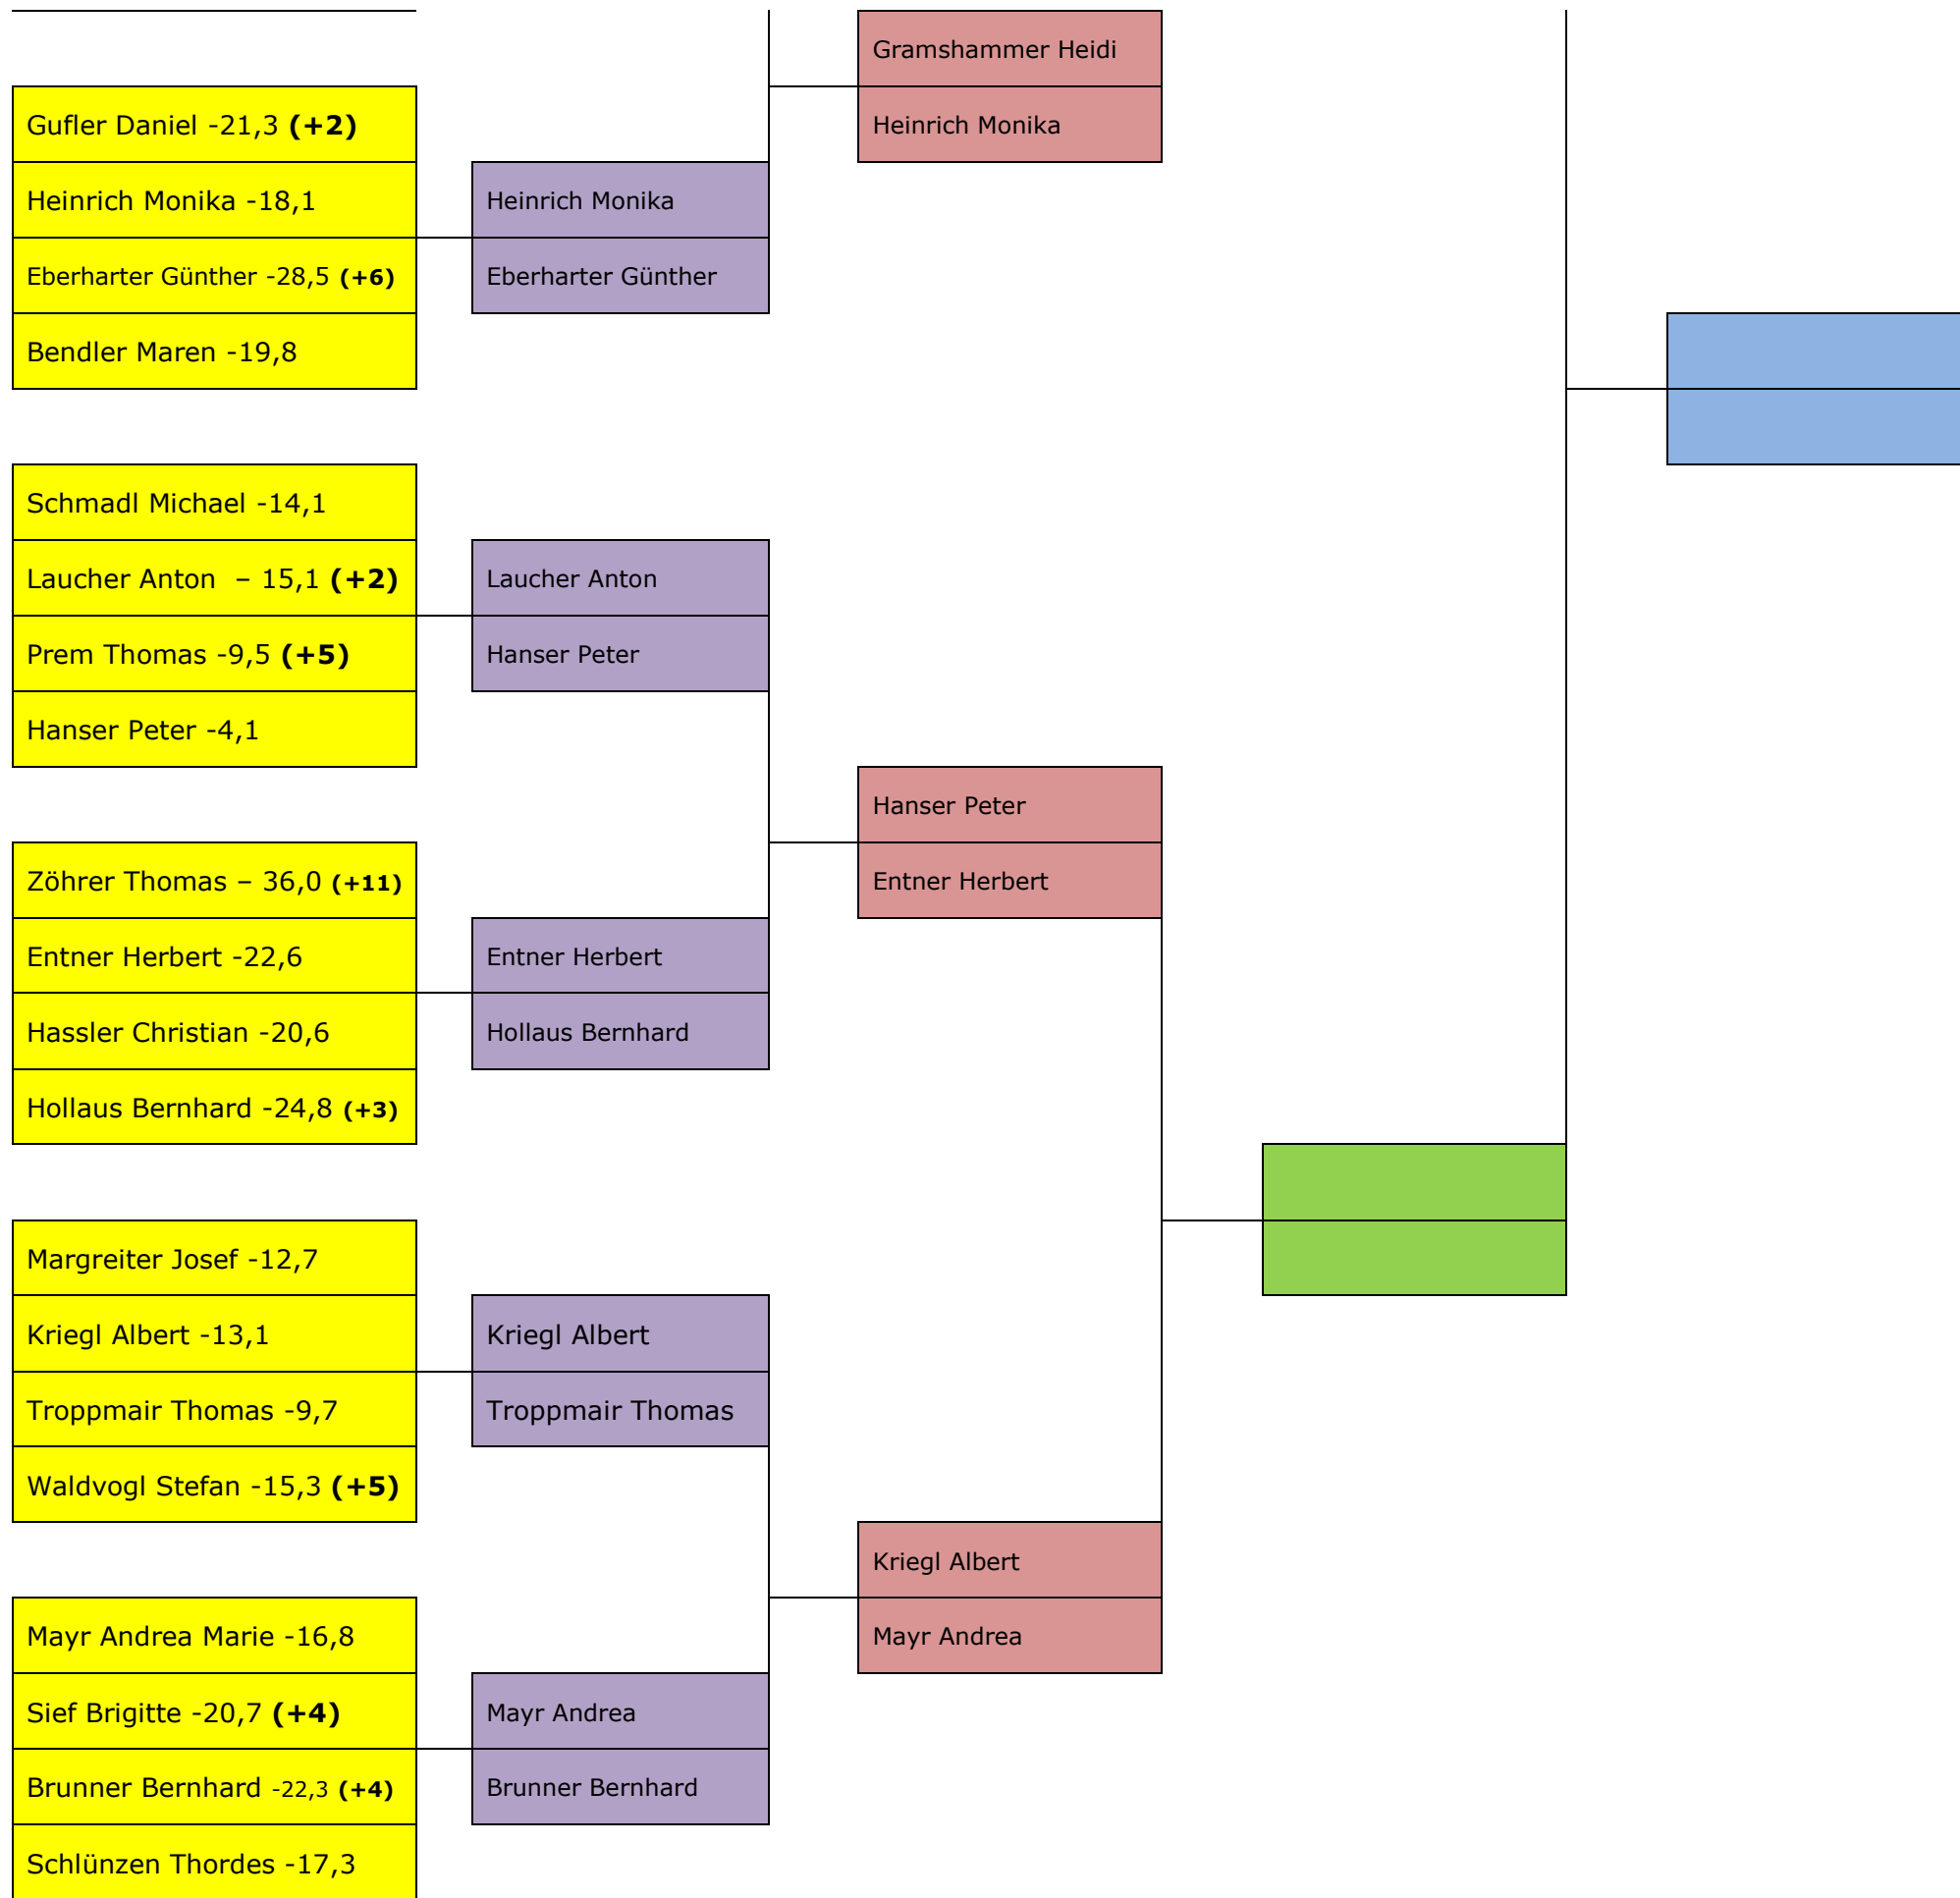 Gufler Daniel -21,3 (+2)
Heinrich Monika -18,1
Eberharter Günther -28,5 (+6)
Bendler Maren -19,8
Schmadl Michael -14,1
Laucher Anton  – 15,1 (+2)
Prem Thomas -9,5 (+5)
Hanser Peter -4,1
Zöhrer Thomas – 36,0 (+11)
Entner Herbert -22,6
Hassler Christian -20,6
Hollaus Bernhard -24,8 (+3)
Margreiter Josef -12,7
Kriegl Albert -13,1
Troppmair Thomas -9,7
Waldvogl Stefan -15,3 (+5)
Mayr Andrea Marie -16,8
Sief Brigitte -20,7 (+4)
Brunner Bernhard -22,3 (+4)
Schlünzen Thordes -17,3
Heinrich Monika
Eberharter Günther
Laucher Anton
Hanser Peter
Entner Herbert
Hollaus Bernhard
Kriegl Albert
Troppmair Thomas
Mayr Andrea
Brunner Bernhard
Gramshammer Heidi
Heinrich Monika
Hanser Peter
Entner Herbert
Kriegl Albert
Mayr Andrea